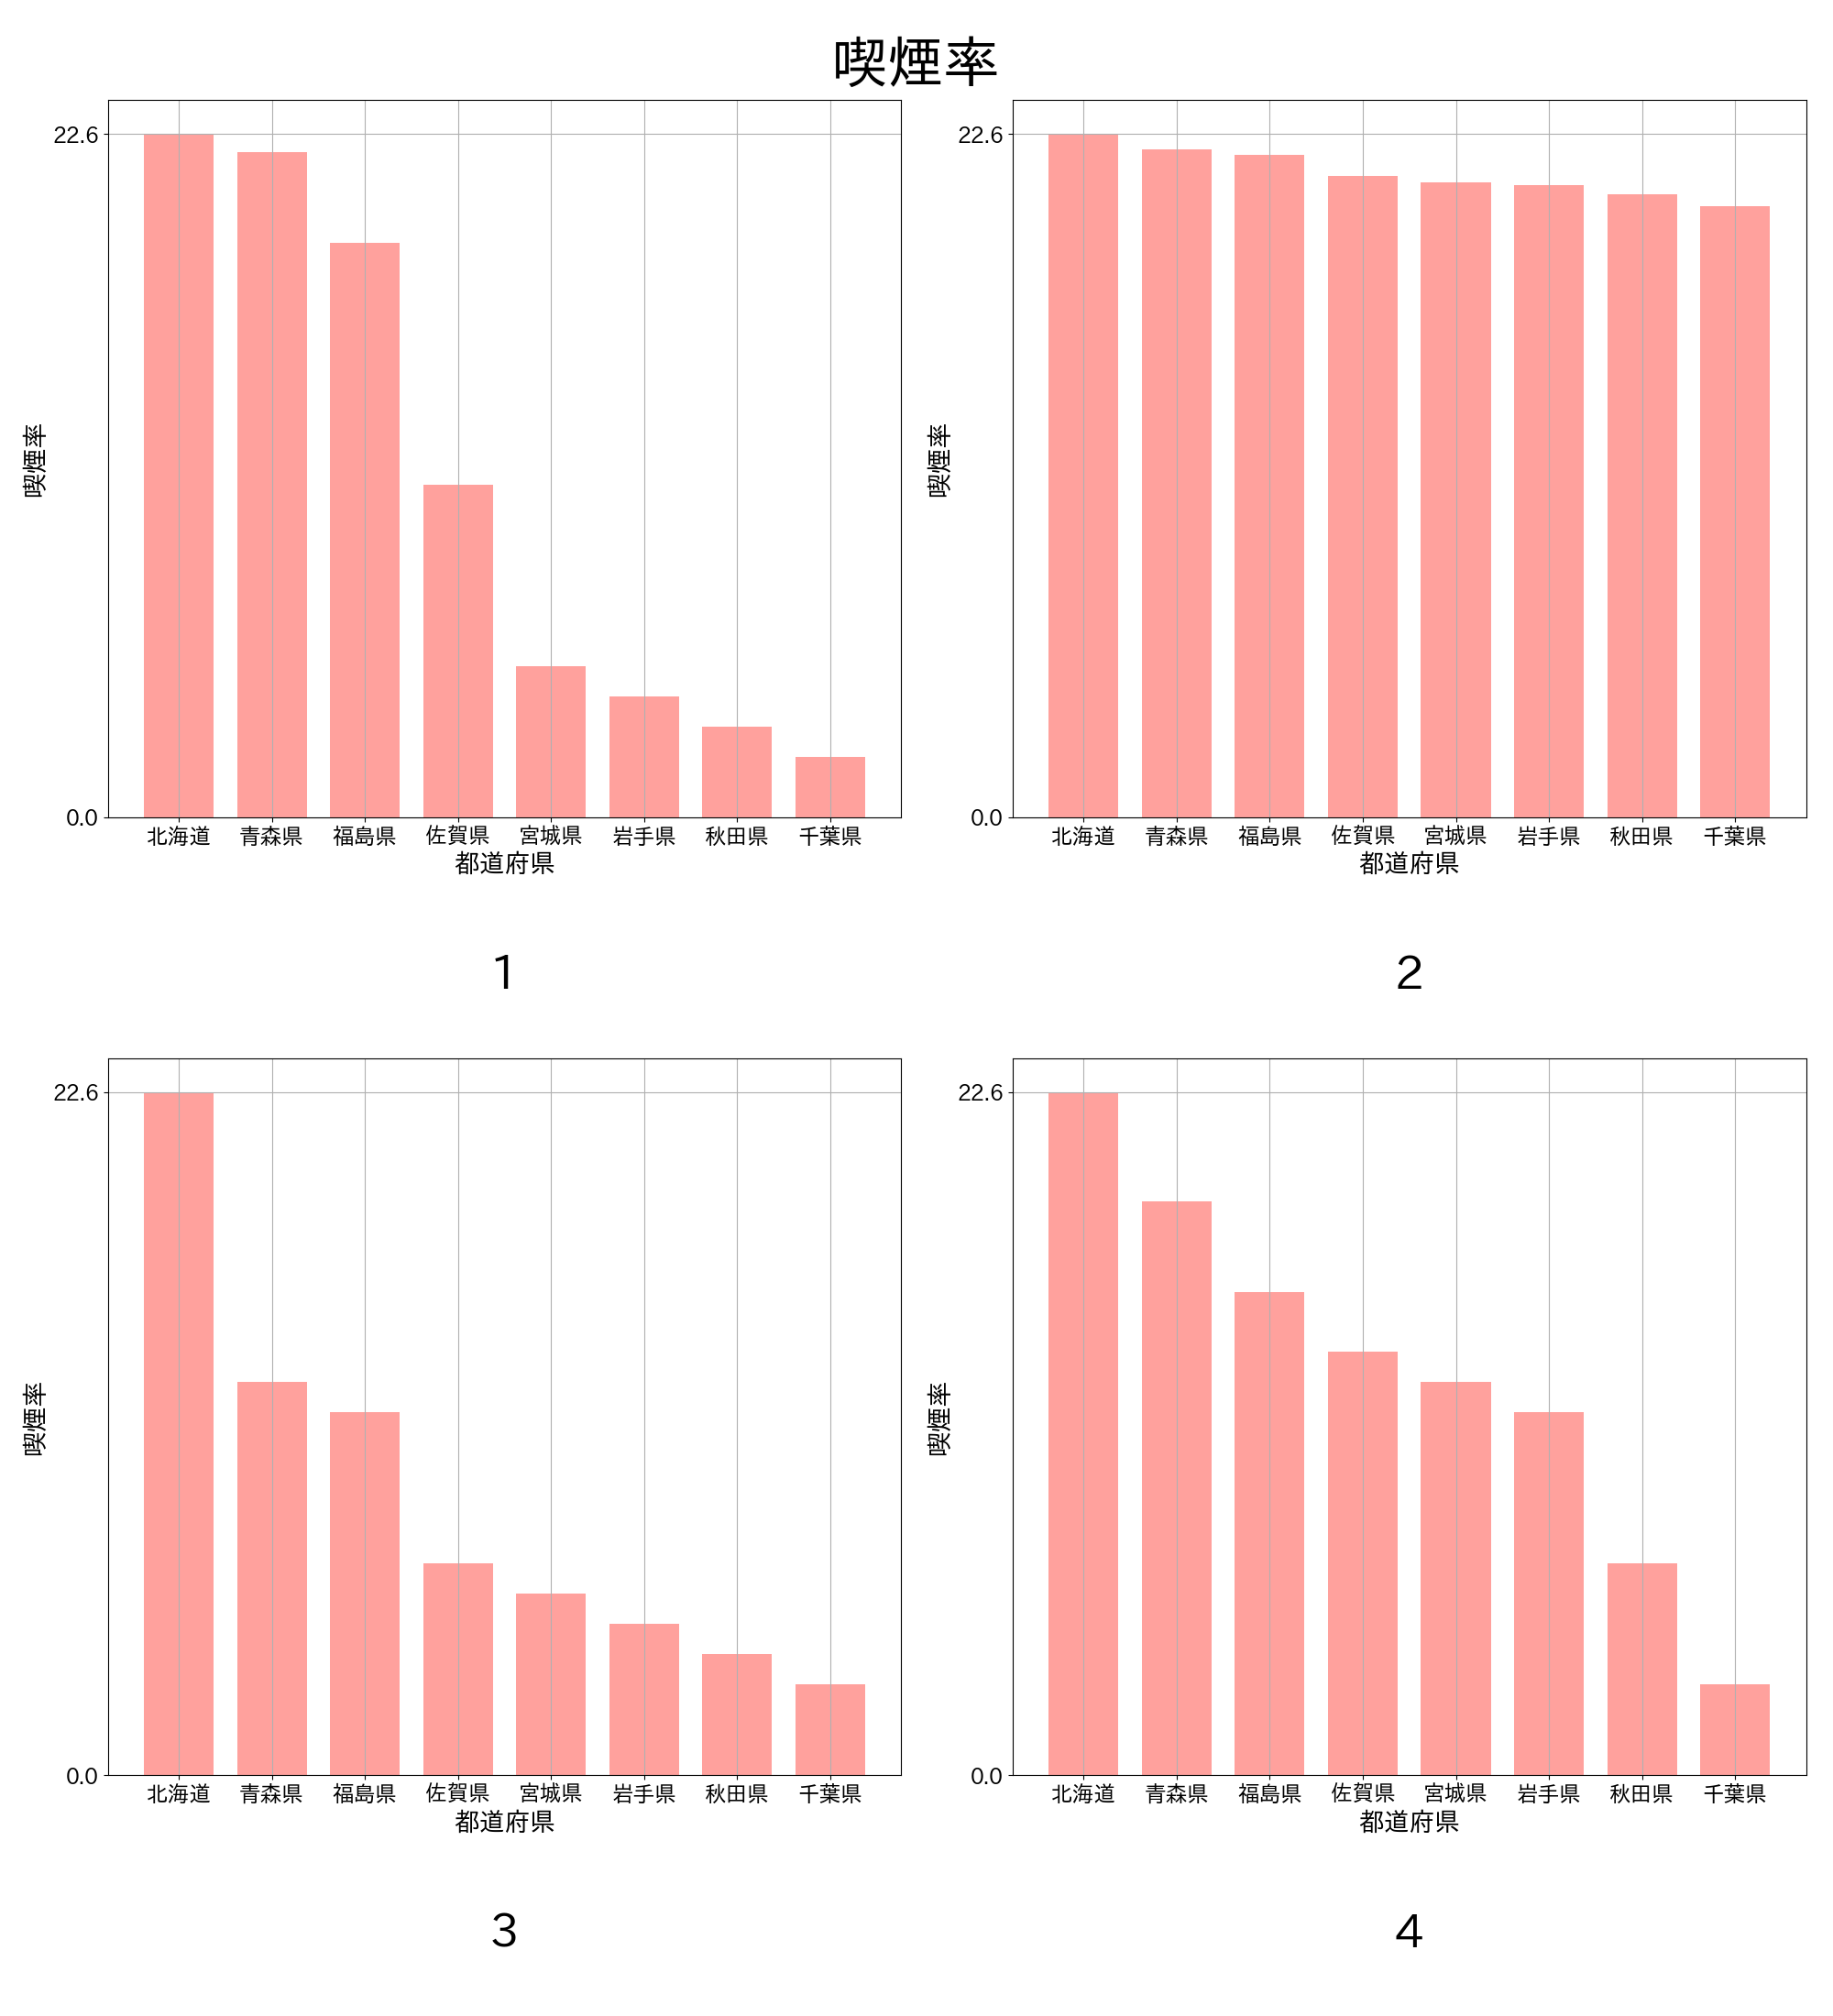 喫煙率
22.6
喫煙率
0.0
北海道 青森県 福島県 佐賀県 宮城県 岩手県 秋田県 千葉県
都道府県
1
22.6
喫煙率
0.0
北海道 青森県 福島県 佐賀県 宮城県 岩手県 秋田県 千葉県
都道府県
2
22.6
喫煙率
0.0
北海道 青森県 福島県 佐賀県 宮城県 岩手県 秋田県 千葉県
都道府県
3
22.6
喫煙率
0.0
北海道 青森県 福島県 佐賀県 宮城県 岩手県 秋田県 千葉県
都道府県
4